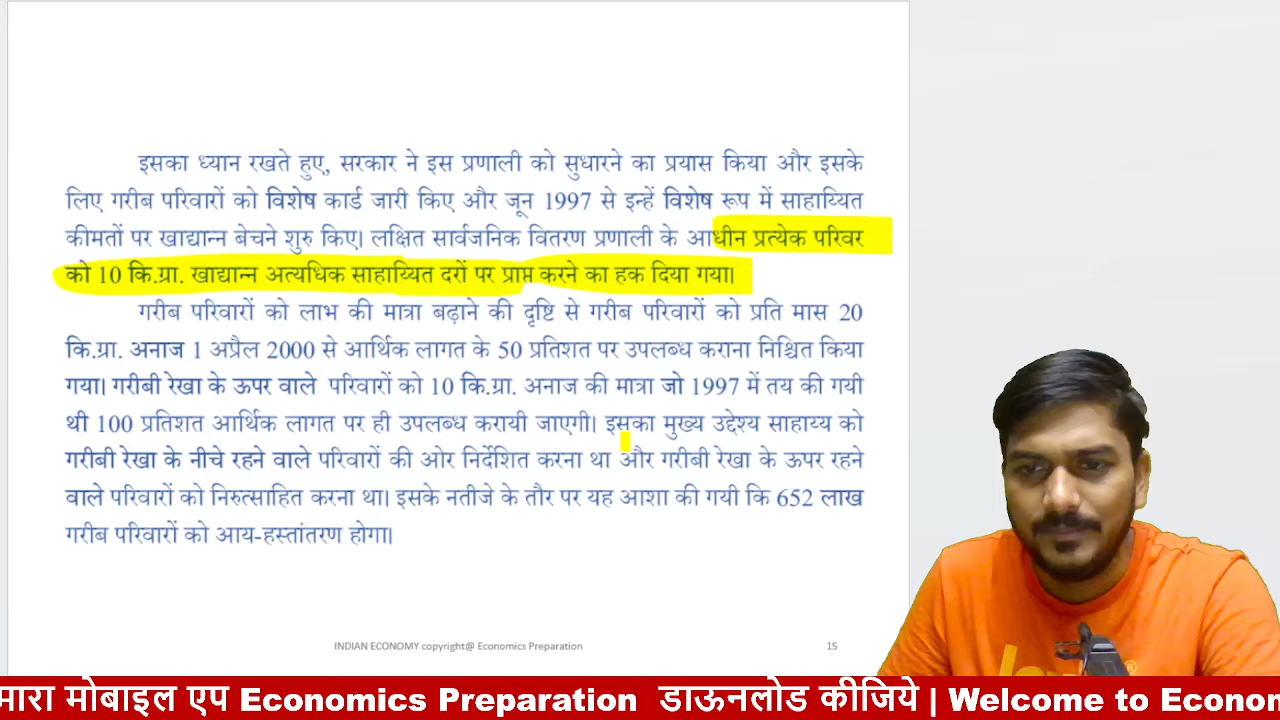 इसका ध्यान रखते हुए, सरकार ने इस प्रणाली को सुधारने का प्रयास किया और इसके
लिए गरीब परिवारों को विशेष कार्ड जारी किए और जून 1997 से इन्हें विशेष रूप में साहाय्यित
कीमतों पर खाद्यान्न बेचने शुरु किए। लक्षित सार्वजनिक वितरण प्रणाली के आधीन प्रत्येक परिवर
को 10 कि.ग्रा. खाद्यान्न अत्यधिक साहाय्यित दरों पर प्राप्त करने का हक दिया गया।
गरीब परिवारों को लाभ की मात्रा बढ़ाने की दृष्टि से गरीब परिवारों को प्रति मास 20
कि.ग्रा. अनाज 1 अप्रैल 2000 से आर्थिक लागत के 50 प्रतिशत पर उपलब्ध कराना निश्चित किया
गया। गरीबी रेखा के ऊपर वाले परिवारों को 10 कि.ग्रा. अनाज की मात्रा जो 1997 में तय की गयी
थी 100 प्रतिशत आर्थिक लागत पर ही उपलब्ध करायी जाएगी। इसका मुख्य उद्देश्य साहाय्य को
गरीबी रेखा के नीचे रहने वाले परिवारों की ओर निर्देशित करना था और गरीबी रेखा के ऊपर रहने
वाले परिवारों को निरुत्साहित करना था। इसके नतीजे के तौर पर यह आशा की गयी कि 652 लाख
गरीब परिवारों को आय-हस्तांतरण होगा।
INDIAN ECONOMY copyright@ Economics Preparation 15
मारा मोबाइल एप Economics Preparation डाऊनलोड कीजिये | Welcome to Econor